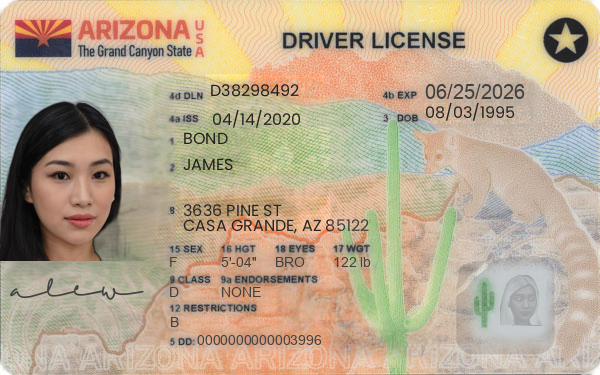 ARIZONA USA
The Grand Canyon State
DRIVER LICENSE
4d DLN D38298492
4b EXP 06/25/2026
4a ISS 04/14/2020
3 DOB 08/03/1995
1 BOND
2 JAMES
8 3636 PINE ST
CASA GRANDE, AZ 85122
15 SEX 16 HGT 18 EYES 17 WGT
F 5'-04" BRO 122 lb
9 CLASS 9a ENDORSEMENTS
D NONE
12 RESTRICTIONS
B
5 DD: 0000000000003996
alew
ARIZONA ARIZONA ARIZONA ARIZONA